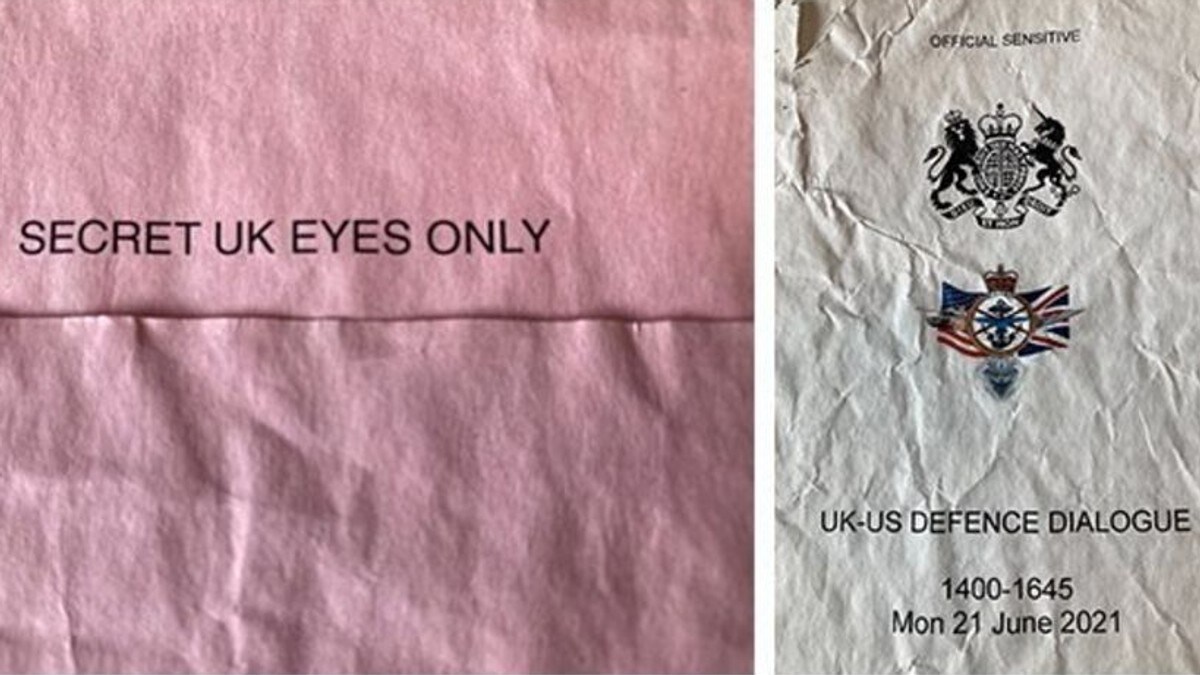 SECRET UK EYES ONLY
OFFICIAL SENSITIVE
UK-US DEFENCE DIALOGUE
1400-1645
Mon 21 June 2021